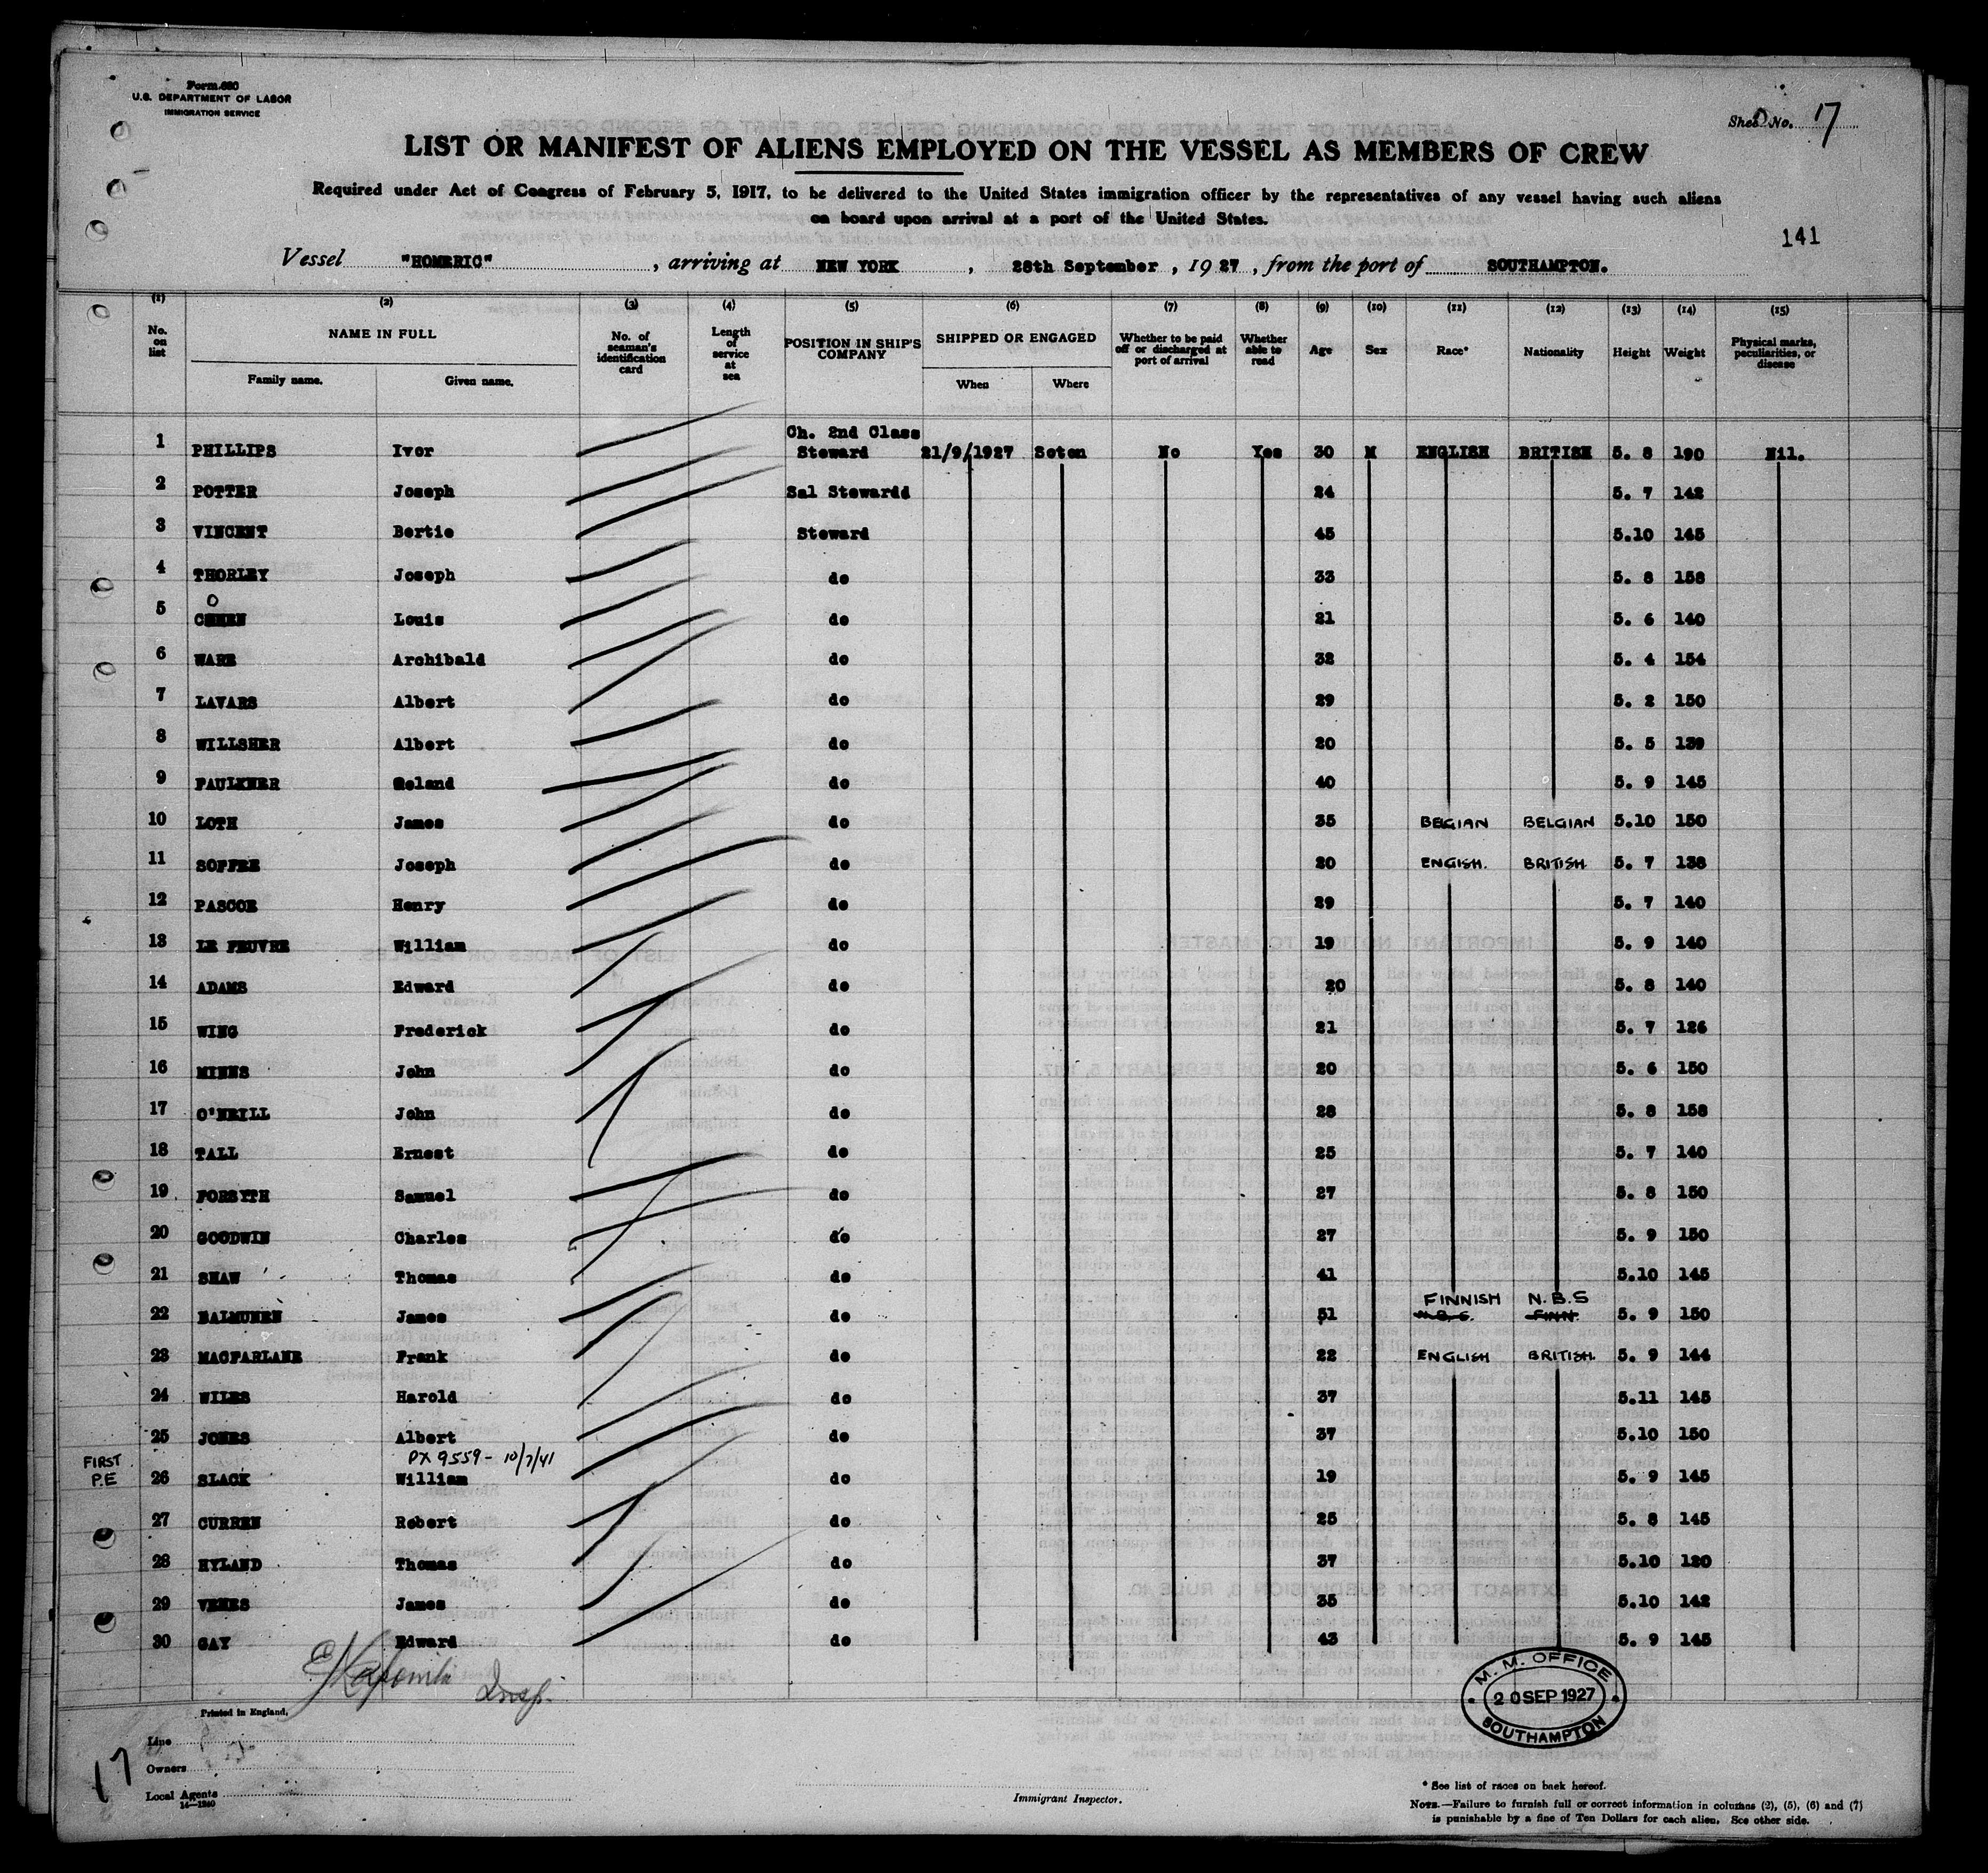 Form 680
U.S. DEPARTMENT OF LABOR
IMMIGRATION SERVICE
Sheet No. 17
LIST OR MANIFEST OF ALIENS EMPLOYED ON THE VESSEL AS MEMBERS OF CREW
Required under Act of Congress of February 5, 1917, to be delivered to the United States immigration officer by the representatives of any vessel having such aliens
on board upon arrival at a port of the United States.
141
Vessel "HOMERIC", arriving at NEW YORK, 28th September, 1927, from the port of SOUTHAMPTON.
(1) (2) (3) (4) (5) (6) (7) (8) (9) (10) (11) (12) (13) (14) (15)
No. on list NAME IN FULL No. of seaman's identification card Length of service at sea POSITION IN SHIP'S COMPANY SHIPPED OR ENGAGED Whether to be paid off or discharged at port of arrival Whether able to read Age Sex Race* Nationality Height Weight Physical marks, peculiarities, or disease
Family name. Given name. When Where
Ch. 2nd Class
1 PHILLIPS Ivor Steward 21/9/1927 Soton No Yes 30 M ENGLISH BRITISH 5. 8 190 Nil.
2 POTTER Joseph Sal Stewardd 24 5. 7 142
3 VINCENT Bertie Steward 45 5.10 145
4 THORLEY Joseph do 33 5. 8 158
O
5 Louis do 21 5. 6 140
6 WARE Archibald do 32 5. 4 154
7 LAVARS Albert do 29 5. 2 150
8 WILLSHER Albert do 20 5. 5 139
9 FAULKNER Roland do 40 5. 9 145
10 LOTH James do 35 BEGIAN BELGIAN 5.10 150
11 SOFFEE Joseph do 20 ENGISH. BRITISH 5. 7 138
12 PASCOE Henry do 29 5. 7 140
13 LE FEUVRE William do 19 5. 9 140
14 ADAMS Edward do 20 5. 8 140
15 WING Frederick do 21 5. 7 126
16 MINNS John do 20 5. 6 150
17 O'NEILL John do 28 5. 8 158
18 TALL Ernest do 25 5. 7 140
19 FORSYTH Samuel do 27 5. 8 150
20 GOODWIN Charles do 27 5. 9 150
21 SHAW Thomas do 41 5.10 145
FINNISH N.B.S
22 BALMUNEN James do 51 N.B.S. FINN. 5. 9 150
23 MACFARLANE Frank do 22 ENGLISH BRITISH. 5. 9 144
24 WILES Harold do 37 5.11 145
25 JONES Albert do 37 5.10 150
PX 9559 - 10/7/41
FIRST
P.E 26 SLACK William do 19 5. 9 145
27 CURREN Robert do 25 5. 8 145
28 HYLAND Thomas do 37 5.10 120
29 VENES James do 35 5.10 142
30 GAY Edward do 43 5. 9 145
Insp.
M. M. OFFICE
20 SEP 1927
SOUTHAMPTON
Printed in England.
Line
Owners
Local Agents
14—1240
17
Immigrant Inspector.
* See list of races on back hereof.
NOTE.—Failure to furnish full or correct information in columns (2), (5), (6) and (7)
is punishable by a fine of Ten Dollars for each alien. See other side.